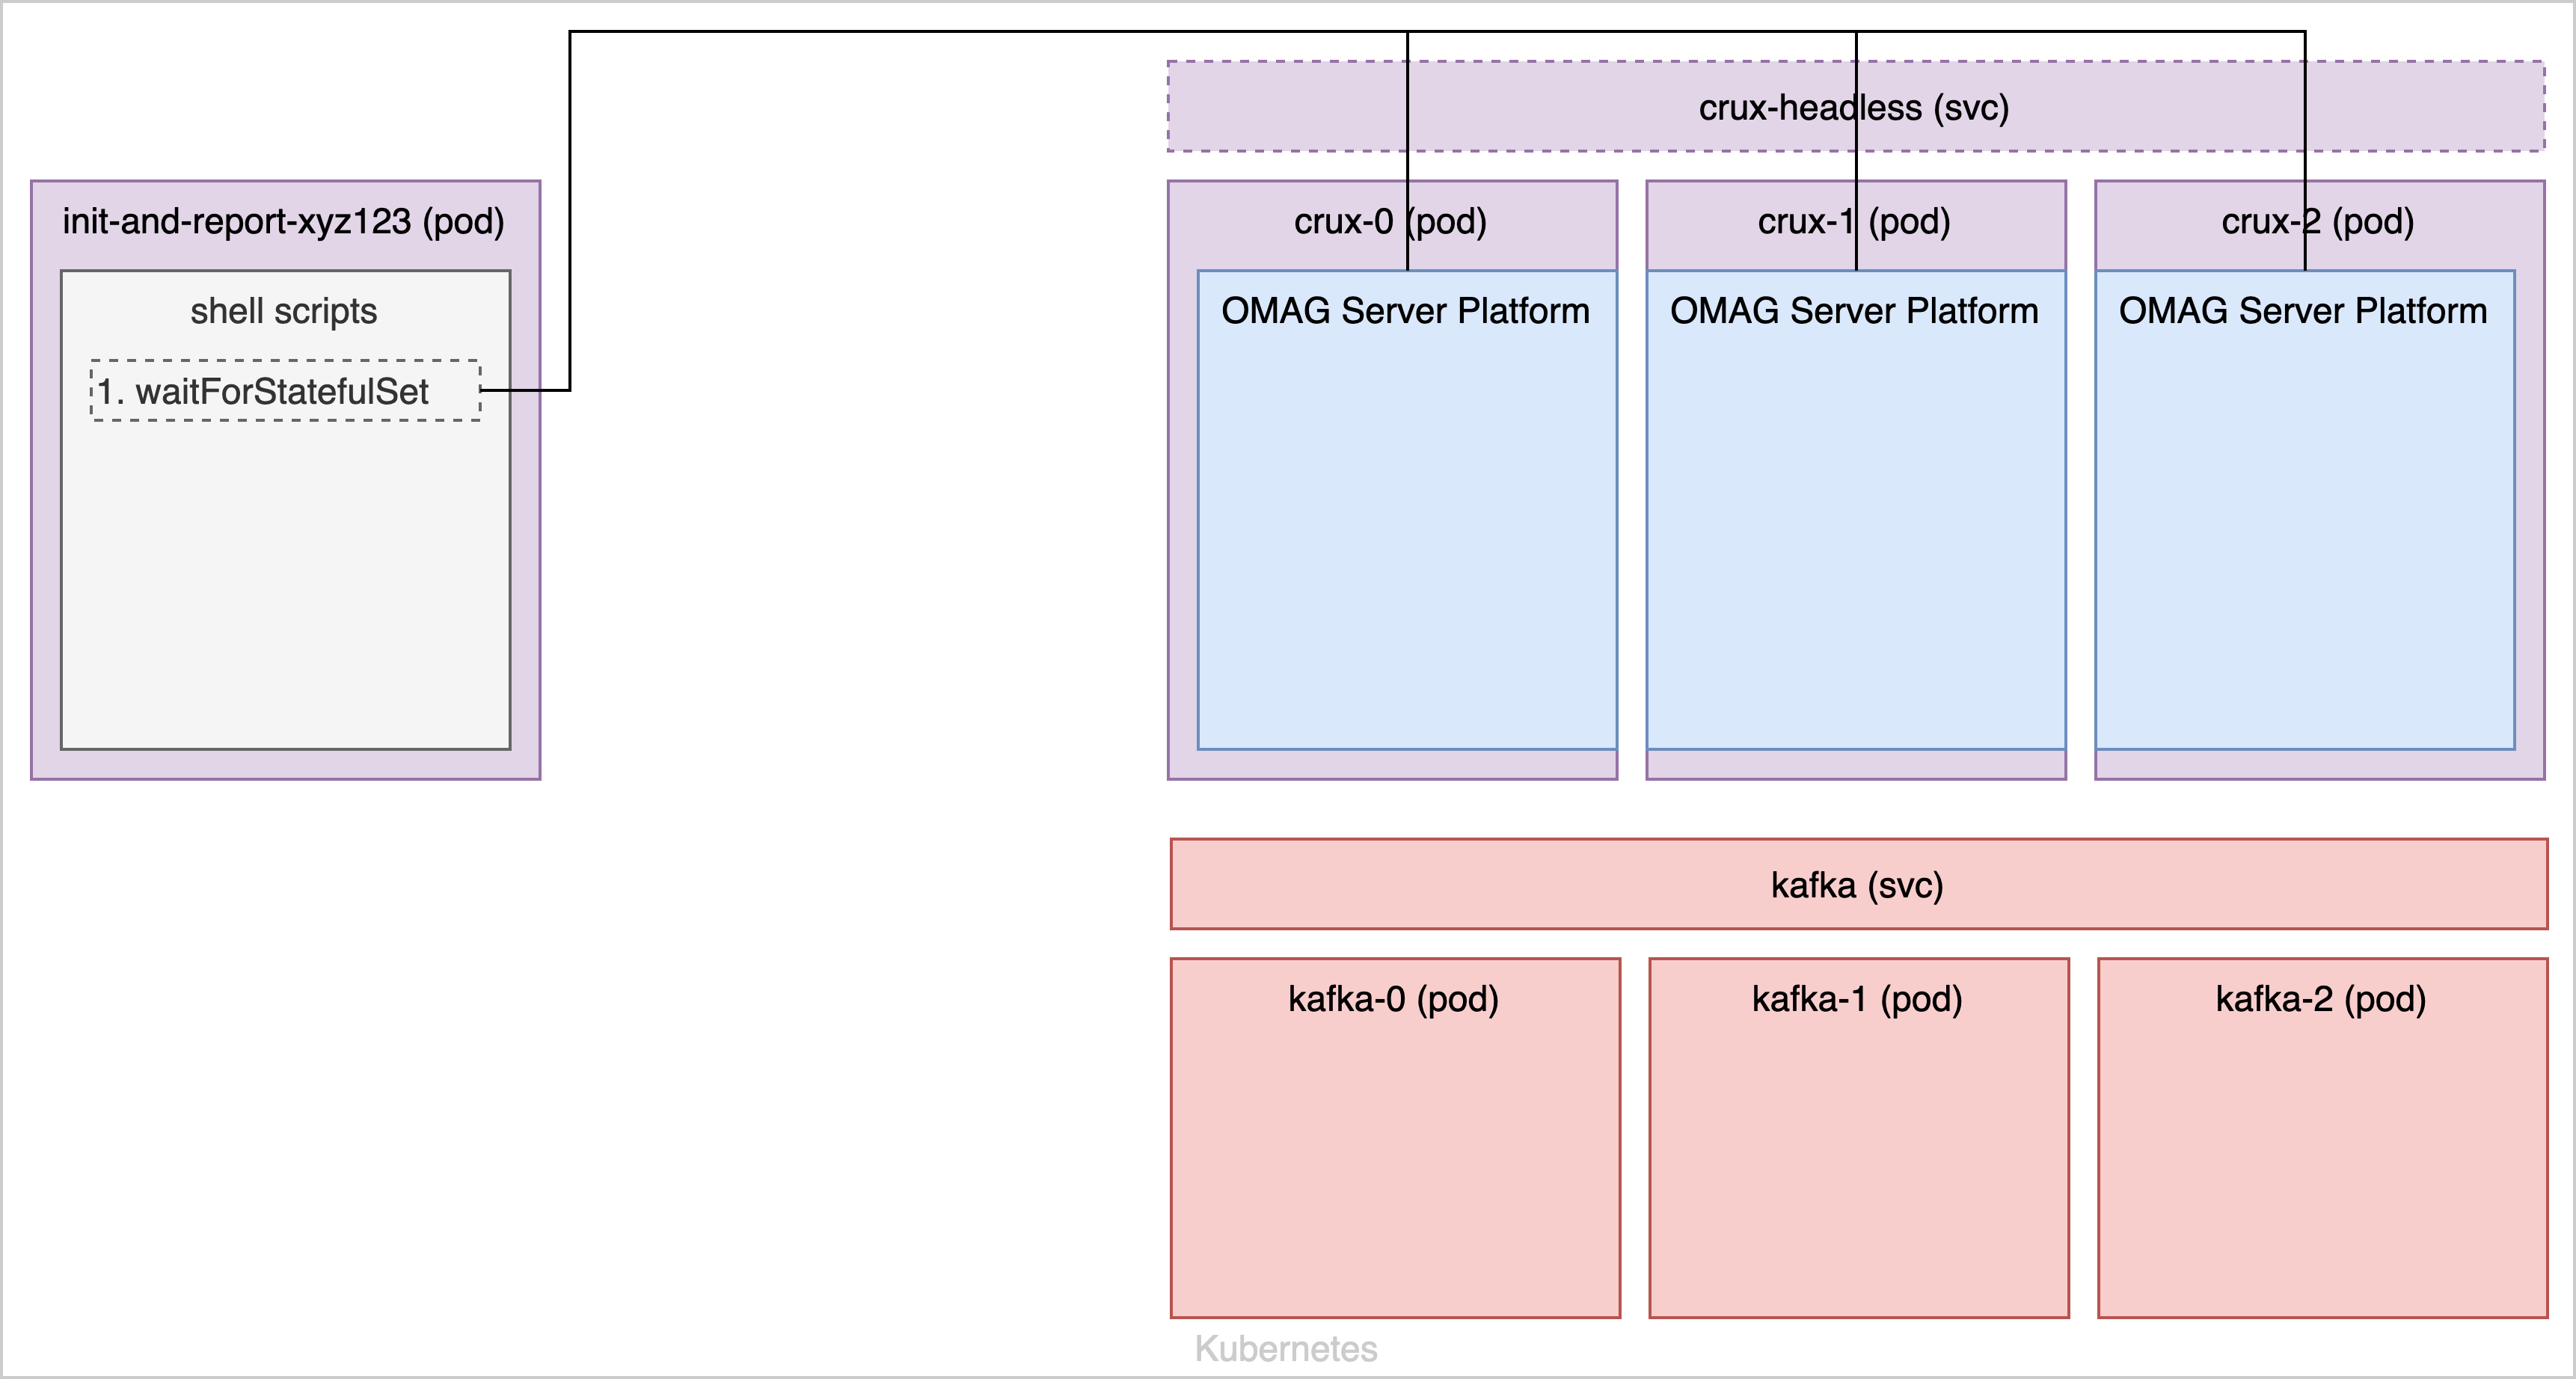 crux-headless (svc)
init-and-report-xyz123 (pod)
shell scripts
1. waitForStatefulSet
crux-0 (pod)
OMAG Server Platform
crux-1 (pod)
OMAG Server Platform
crux-2 (pod)
OMAG Server Platform
kafka (svc)
kafka-0 (pod)
kafka-1 (pod)
kafka-2 (pod)
Kubernetes